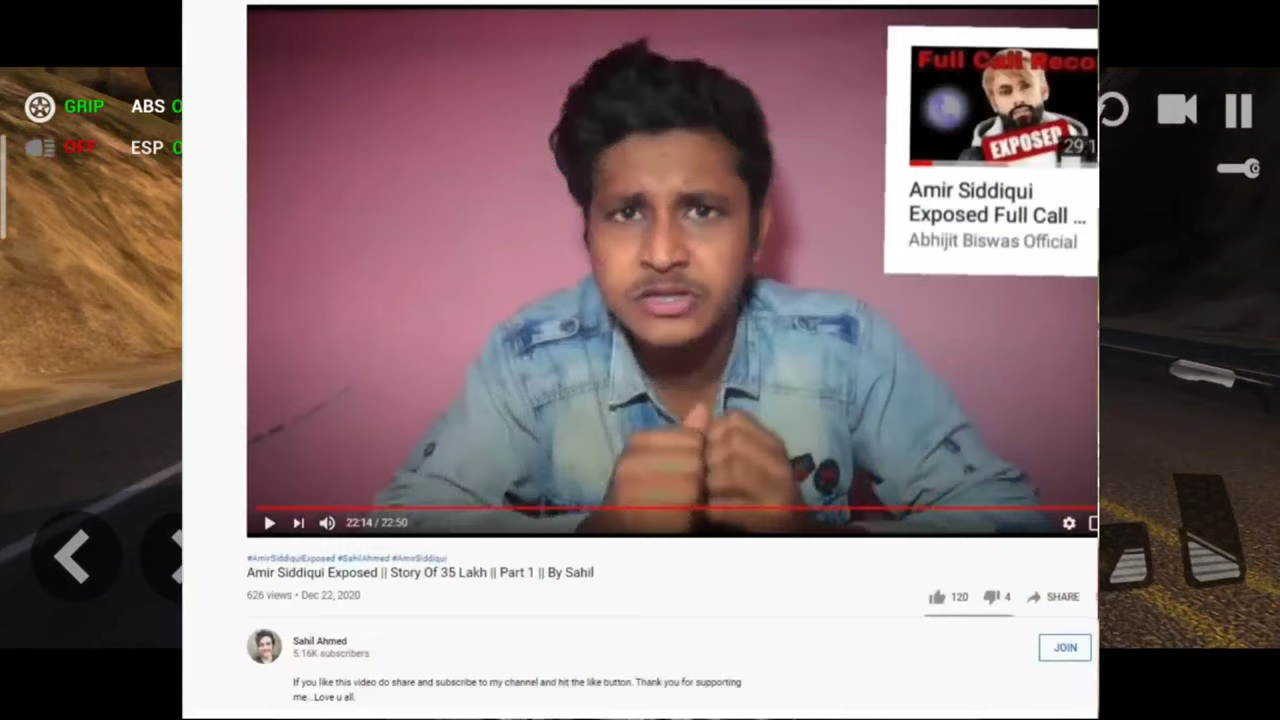 GRIP ABS
OFF ESP
Full Call Reco
EXPOSED
29:1
Amir Siddiqui
Exposed Full Call ...
Abhijit Biswas Official
22:14 / 22:50
#AmirSiddiquiExposed #SahilAhmed #AmirSiddiqui
Amir Siddiqui Exposed || Story Of 35 Lakh || Part 1 || By Sahil
626 views • Dec 22, 2020
120 4 SHARE
Sahil Ahmed
5.16K subscribers
JOIN
If you like this video do share and subscribe to my channel and hit the like button. Thank you for supporting
me...Love u all.